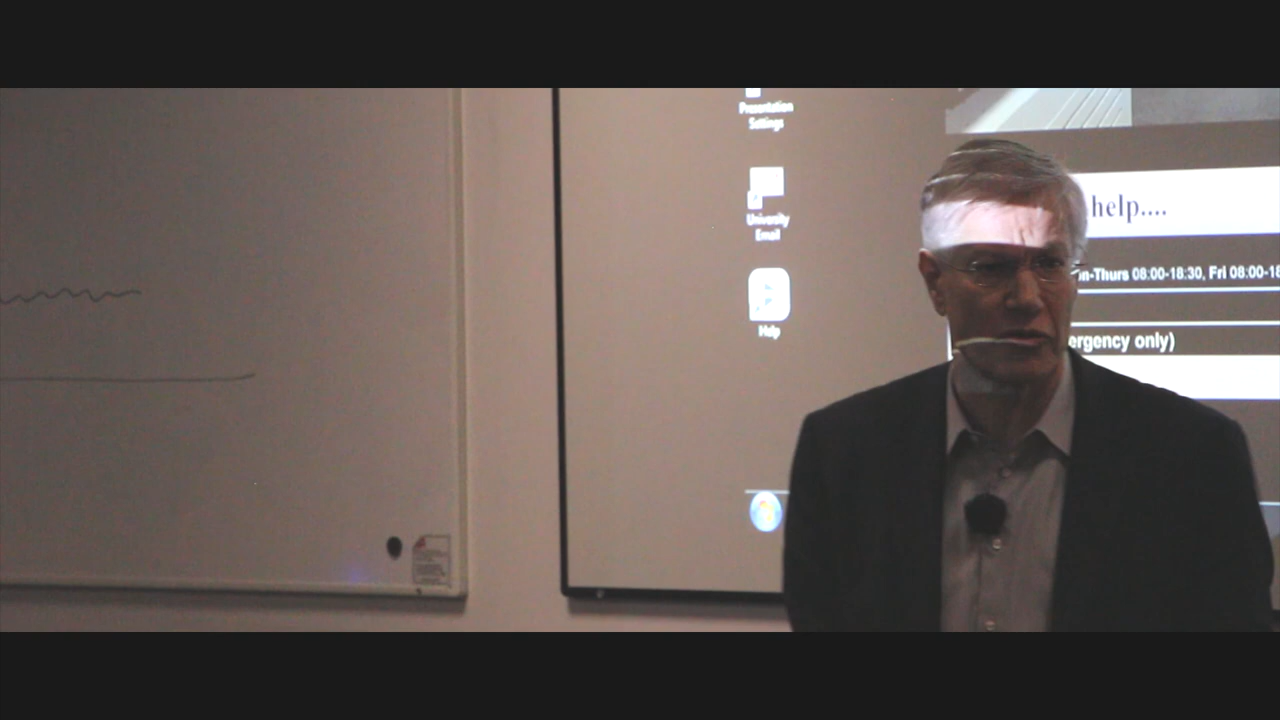 Presentation
Settings
University
Email
Help
help....
n-Thurs 08:00-18:30, Fri 08:00-18
ergency only)